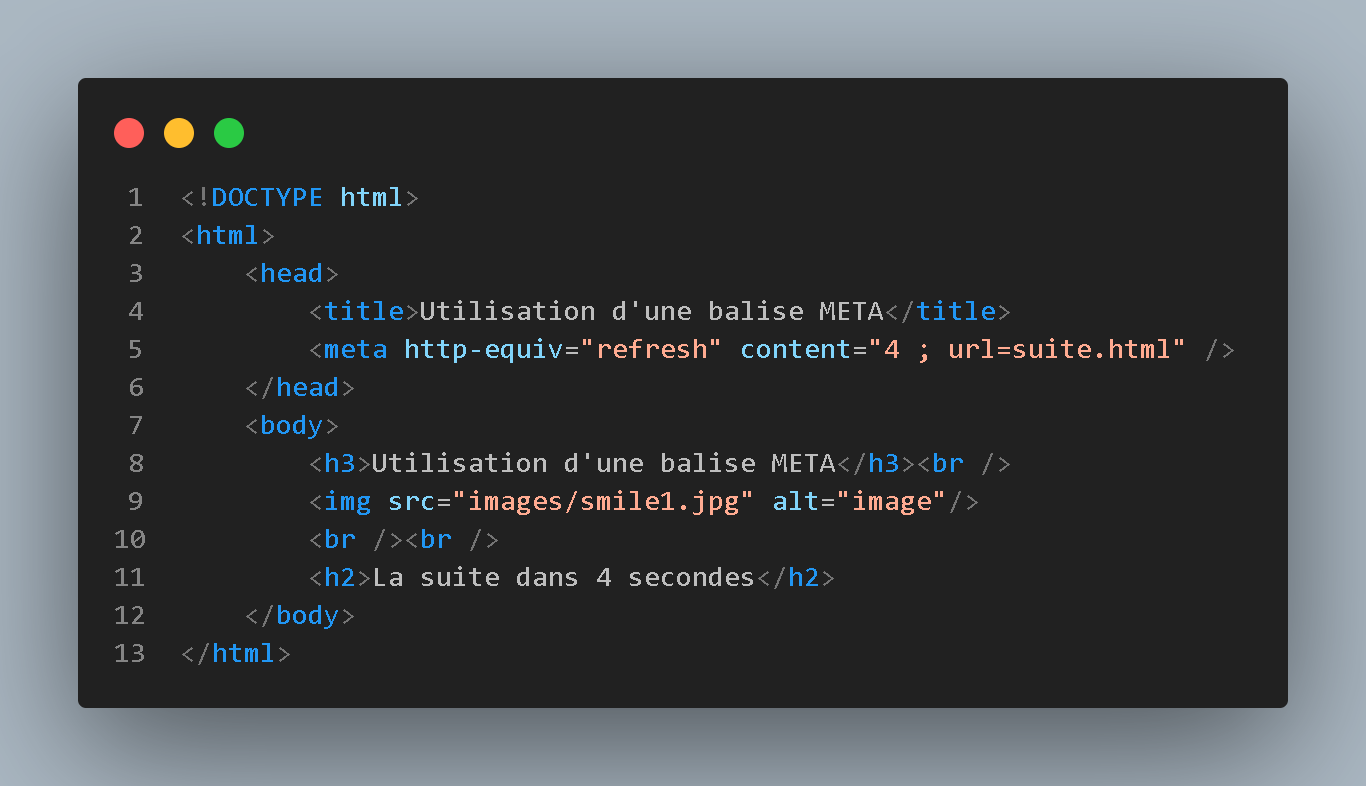 1 <!DOCTYPE html>
2 <html>
3     <head>
4         <title>Utilisation d'une balise META</title>
5         <meta http-equiv="refresh" content="4 ; url=suite.html" />
6     </head>
7     <body>
8         <h3>Utilisation d'une balise META</h3><br />
9         <img src="images/smile1.jpg" alt="image"/>
10         <br /><br />
11         <h2>La suite dans 4 secondes</h2>
12     </body>
13 </html>